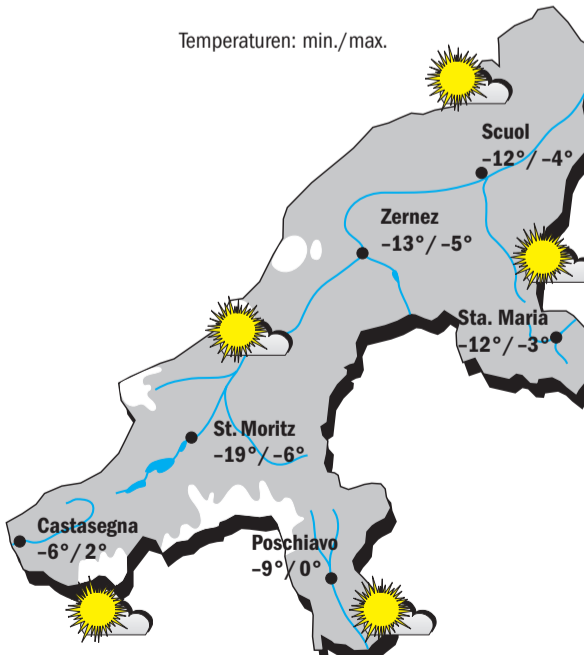 Temperaturen: min./max.
Scuol
–12°/ –4°
Zernez
–13°/ –5°
Sta. Maria
–12°/ –3°
St. Moritz
–19°/ –6°
Castasegna
–6°/ 2°
Poschiavo
–9°/ 0°